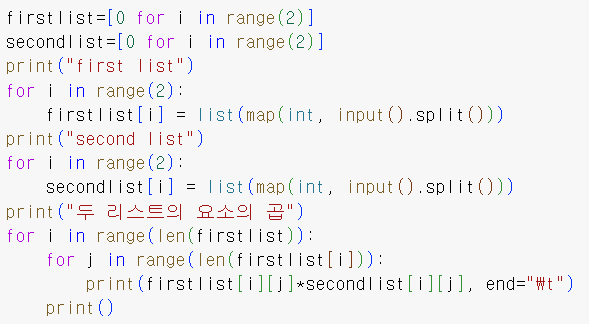 firstlist=[0 for i in range(2)]
secondlist=[0 for i in range(2)]
print("first list")
for i in range(2):
    firstlist[i] = list(map(int, input().split()))
print("second list")
for i in range(2):
    secondlist[i] = list(map(int, input().split()))
print("두 리스트의 요소의 곱")
for i in range(len(firstlist)):
    for j in range(len(firstlist[i])):
        print(firstlist[i][j]*secondlist[i][j], end="₩t")
    print()